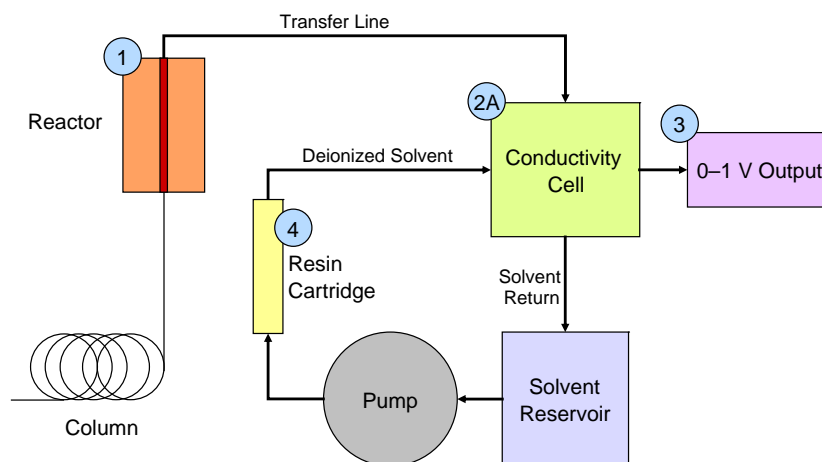 Transfer Line
1
Reactor
2A
Conductivity
Cell
3
0–1 V Output
Deionized Solvent
4
Resin
Cartridge
Solvent
Return
Pump
Solvent
Reservoir
Column